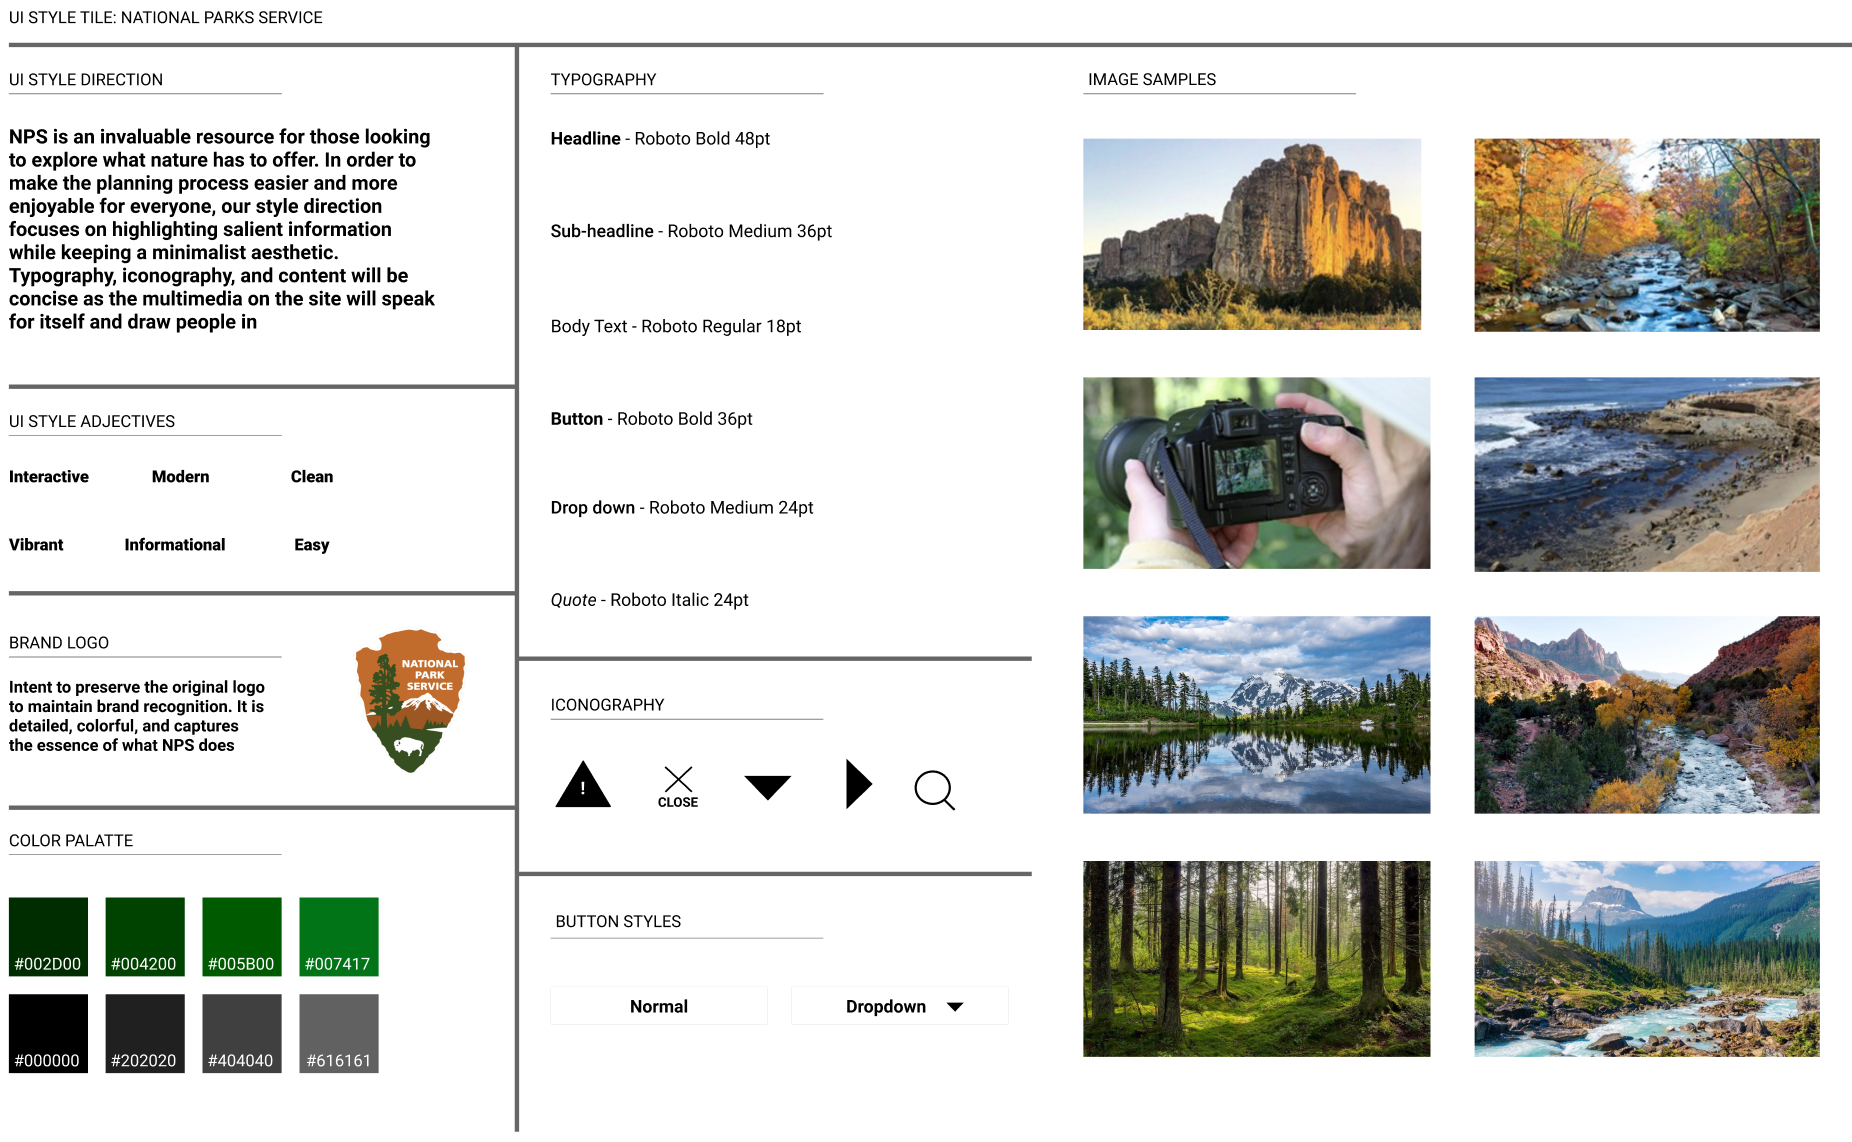 UI STYLE TILE: NATIONAL PARKS SERVICE
UI STYLE DIRECTION
NPS is an invaluable resource for those looking
to explore what nature has to offer. In order to
make the planning process easier and more
enjoyable for everyone, our style direction
focuses on highlighting salient information
while keeping a minimalist aesthetic.
Typography, iconography, and content will be
concise as the multimedia on the site will speak
for itself and draw people in
UI STYLE ADJECTIVES
Interactive Modern Clean
Vibrant Informational Easy
BRAND LOGO
Intent to preserve the original logo
to maintain brand recognition. It is
detailed, colorful, and captures
the essence of what NPS does
NATIONAL
PARK
SERVICE
COLOR PALATTE
#002D00 #004200 #005B00 #007417
#000000 #202020 #404040 #616161
TYPOGRAPHY
Headline - Roboto Bold 48pt
Sub-headline - Roboto Medium 36pt
Body Text - Roboto Regular 18pt
Button - Roboto Bold 36pt
Drop down - Roboto Medium 24pt
Quote - Roboto Italic 24pt
ICONOGRAPHY
!
CLOSE
BUTTON STYLES
Normal Dropdown
IMAGE SAMPLES